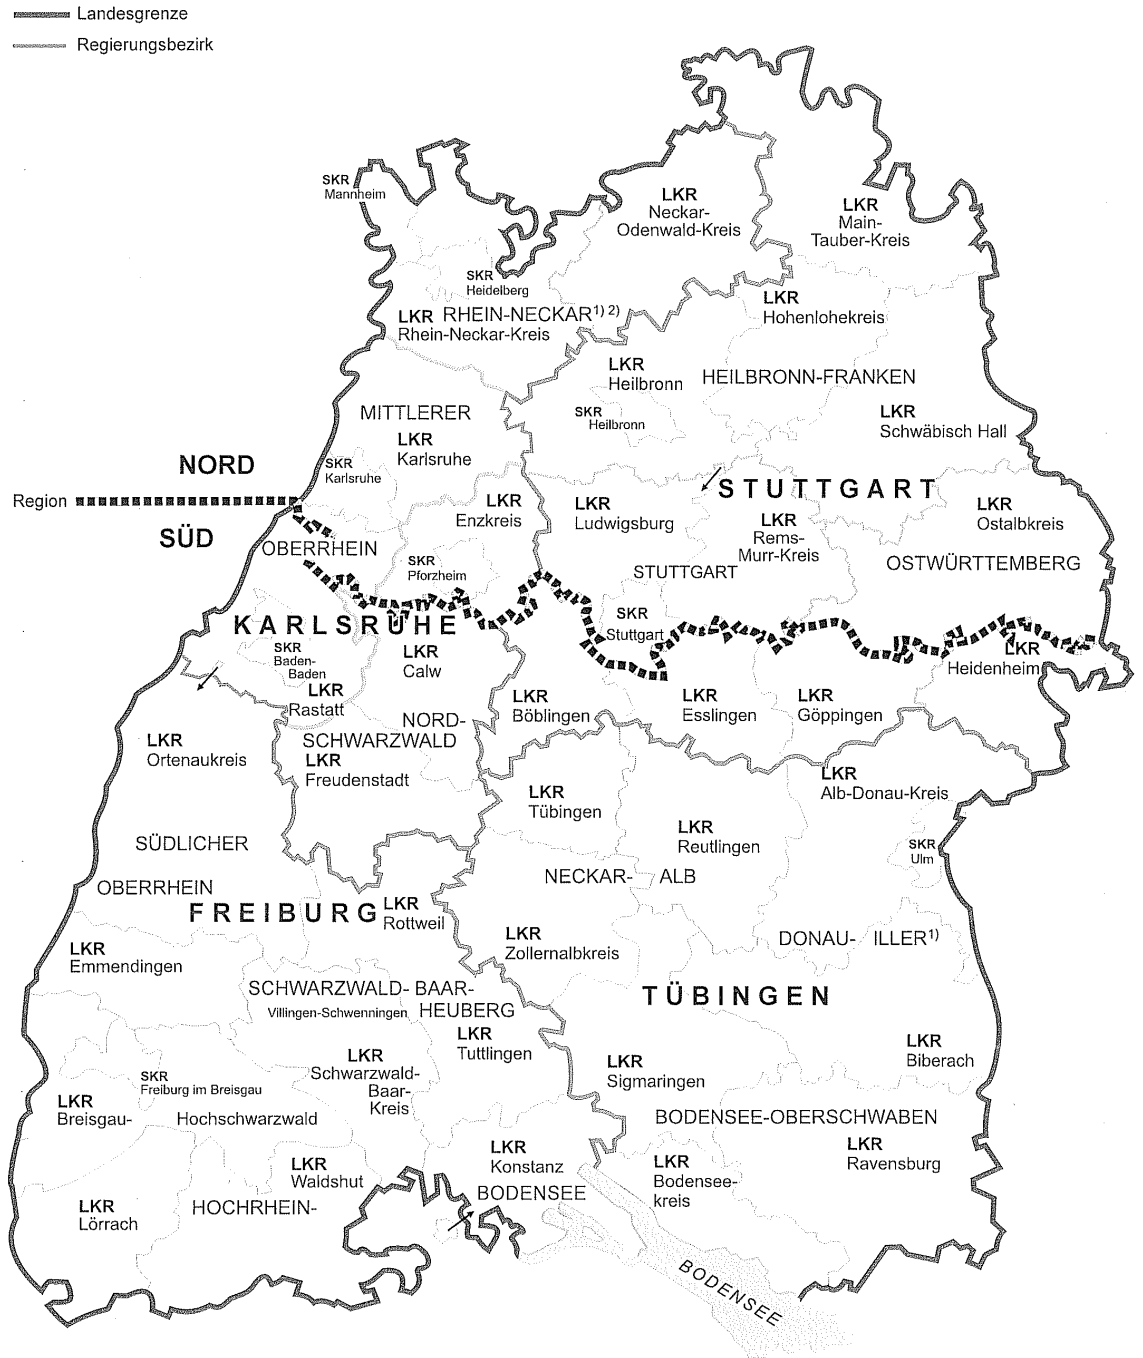 Landesgrenze
Regierungsbezirk
SKR
Mannheim
LKR
Neckar-
Odenwald-Kreis
LKR
Main-
Tauber-Kreis
SKR
Heidelberg
LKR RHEIN-NECKAR¹⁾ ²⁾
Rhein-Neckar-Kreis
LKR
Hohenlohekreis
LKR
Heilbronn
HEILBRONN-FRANKEN
SKR
Heilbronn
LKR
Schwäbisch Hall
MITTLERER
LKR
Karlsruhe
SKR
Karlsruhe
NORD
Region
SÜD
OBERRHEIN
LKR
Enzkreis
SKR
Pforzheim
LKR
Ludwigsburg
STUTTGART
LKR
Rems-
Murr-Kreis
LKR
Ostalbkreis
STUTTGART
OSTWÜRTTEMBERG
SKR
Stuttgart
KARLSRUHE
SKR
Baden-
Baden
LKR
Rastatt
LKR
Calw
LKR
Böblingen
LKR
Esslingen
LKR
Göppingen
LKR
Heidenheim
NORD-
SCHWARZWALD
LKR
Freudenstadt
LKR
Ortenaukreis
LKR
Tübingen
LKR
Reutlingen
LKR
Alb-Donau-Kreis
SKR
Ulm
SÜDLICHER
OBERRHEIN
NECKAR- ALB
FREIBURG
LKR
Rottweil
LKR
Zollernalbkreis
DONAU- ILLER¹⁾
LKR
Emmendingen
SCHWARZWALD- BAAR-
HEUBERG
Villingen-Schwenningen
TÜBINGEN
LKR
Tuttlingen
LKR
Schwarzwald-
Baar-
Kreis
LKR
Sigmaringen
LKR
Biberach
SKR
Freiburg im Breisgau
LKR
Breisgau-
Hochschwarzwald
BODENSEE-OBERSCHWABEN
LKR
Ravensburg
LKR
Konstanz
BODENSEE
LKR
Bodensee-
kreis
LKR
Waldshut
HOCHRHEIN-
LKR
Lörrach
BODENSEE